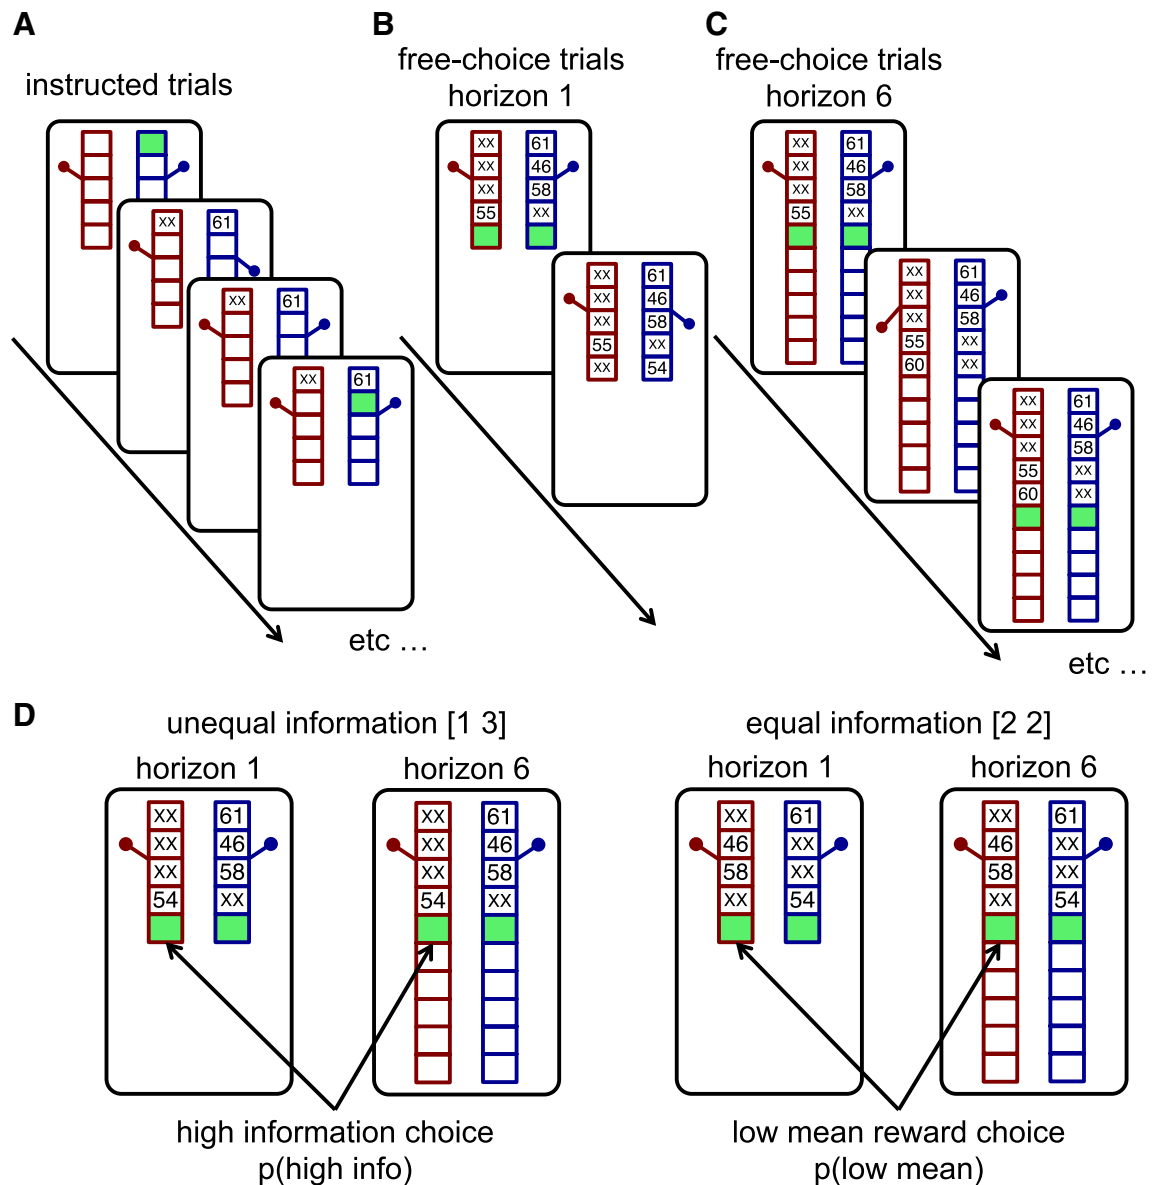 A
B
C
instructed trials
free-choice trials
horizon 1
free-choice trials
horizon 6
xx 61
xx 61
xx 61
etc ...
xx 61
xx 46
xx 58
55 xx
xx 61
xx 46
xx 58
55 xx
xx 54
xx 61
xx 46
xx 58
55 xx
xx 61
xx 46
xx 58
55 xx
60 xx
xx 61
xx 46
xx 58
55 xx
60 xx
etc ...
D
unequal information [1 3]
horizon 1
horizon 6
xx 61
xx 46
xx 58
54 xx
xx 61
xx 46
xx 58
54 xx
high information choice
p(high info)
equal information [2 2]
horizon 1
horizon 6
xx 61
46 xx
58 xx
xx 54
xx 61
46 xx
58 xx
xx 54
low mean reward choice
p(low mean)